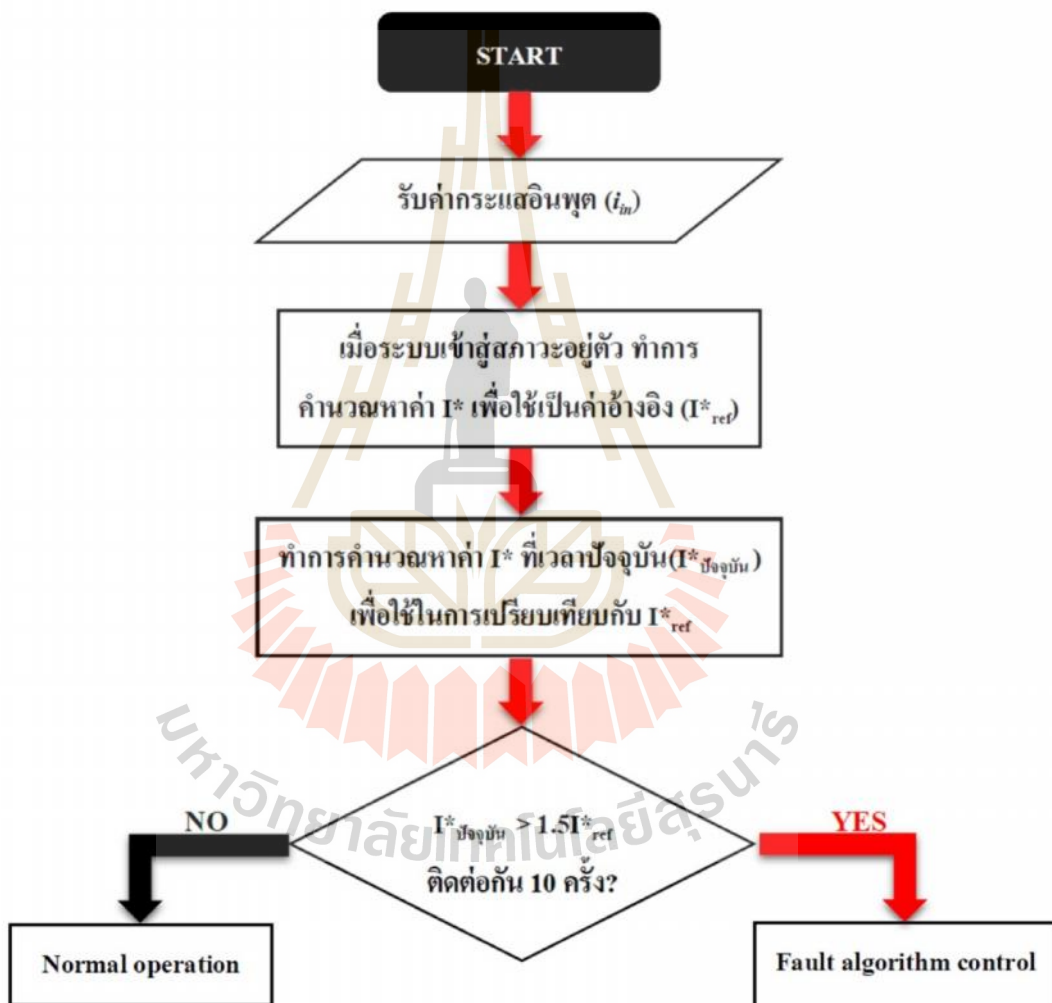 START
รับค่ากระแสอินพุต (i_in)
เมื่อระบบเข้าสู่สภาวะอยู่ตัว ทำการ
คำนวณหาค่า I* เพื่อใช้เป็นค่าอ้างอิง (I*_ref)
ทำการคำนวณหาค่า I* ที่เวลาปัจจุบัน(I*_ปัจจุบัน)
เพื่อใช้ในการเปรียบเทียบกับ I*_ref
NO
I*_ปัจจุบัน > 1.5I*_ref
ติดต่อกัน 10 ครั้ง?
YES
Normal operation
Fault algorithm control
มหาวิทยาลัยเทคโนโลยีสุรนารี